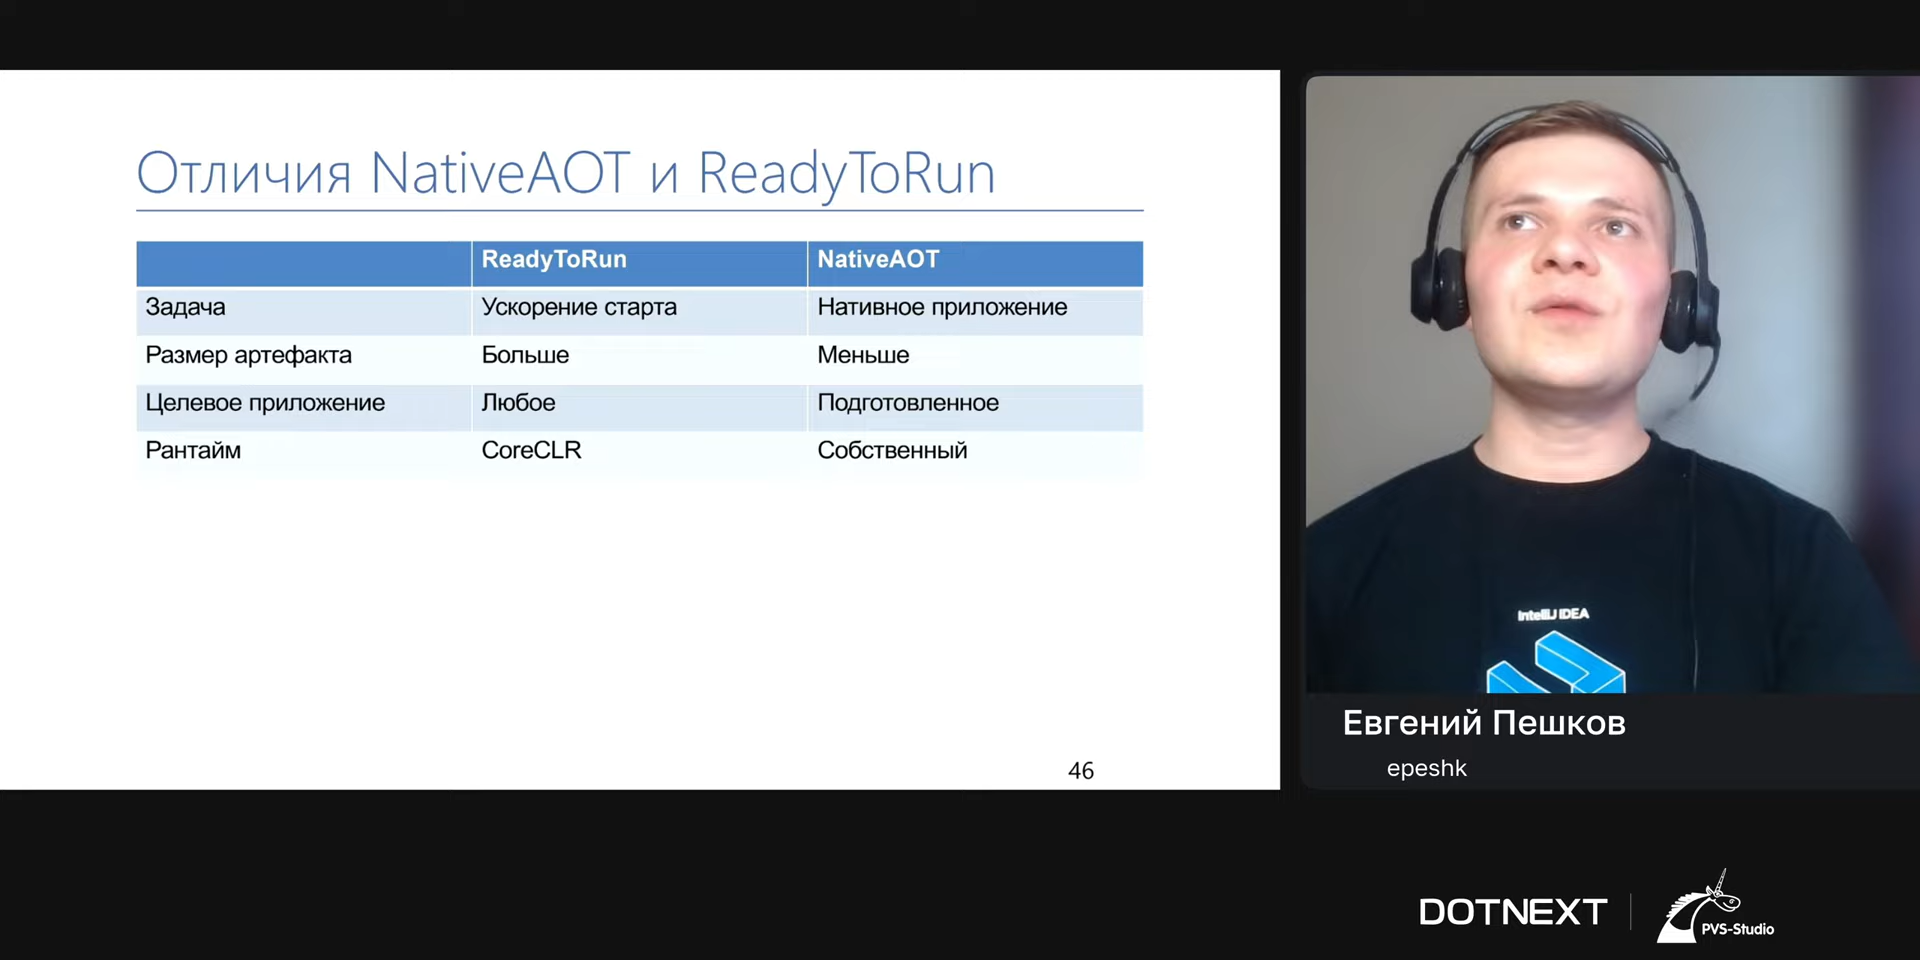 Отличия NativeAOT и ReadyToRun
ReadyToRun NativeAOT
Задача Ускорение старта Нативное приложение
Размер артефакта Больше Меньше
Целевое приложение Любое Подготовленное
Рантайм CoreCLR Собственный
46
IntelliJ IDEA
Евгений Пешков
epeshk
DOTNEXT
PVS-Studio